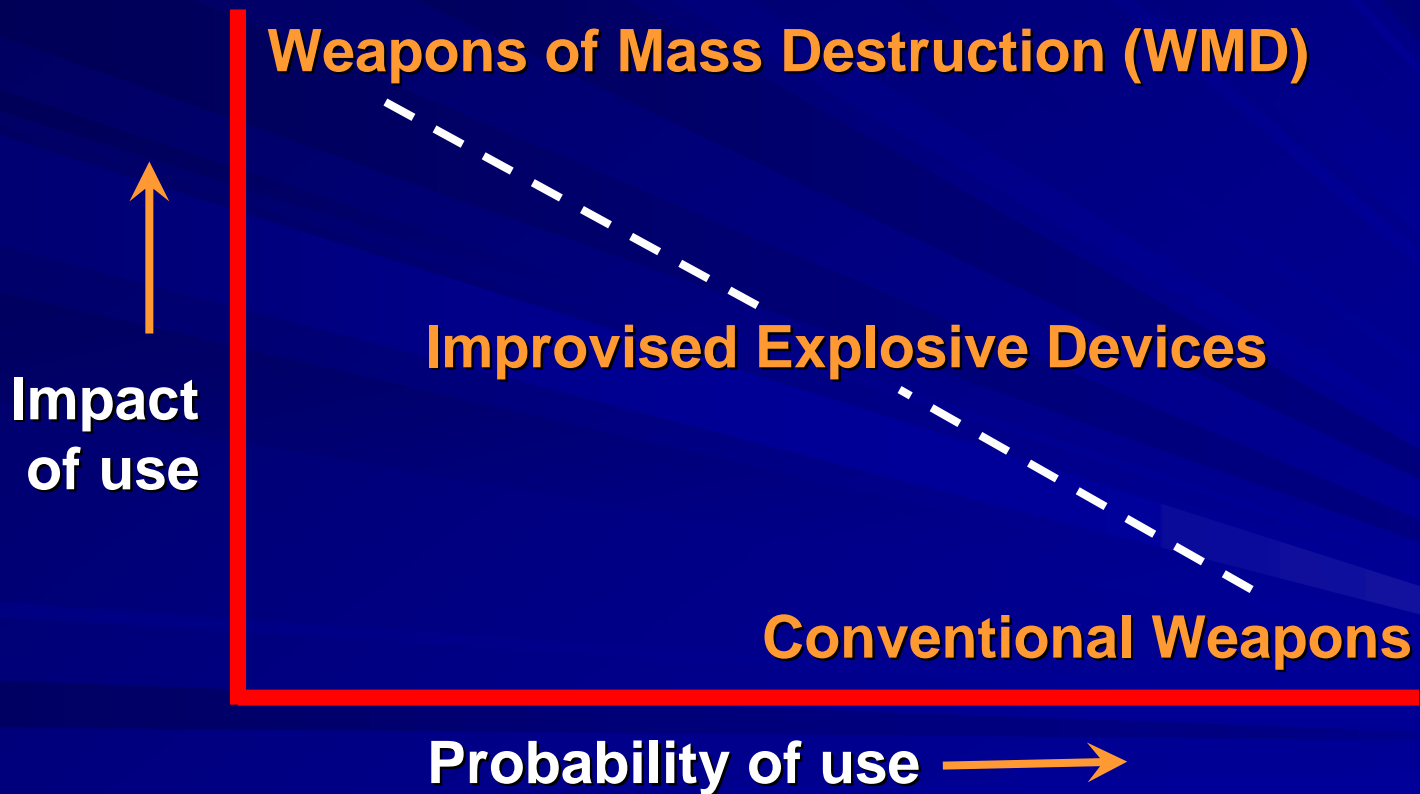 Weapons of Mass Destruction (WMD)
Improvised Explosive Devices
Impact
of use
Conventional Weapons
Probability of use